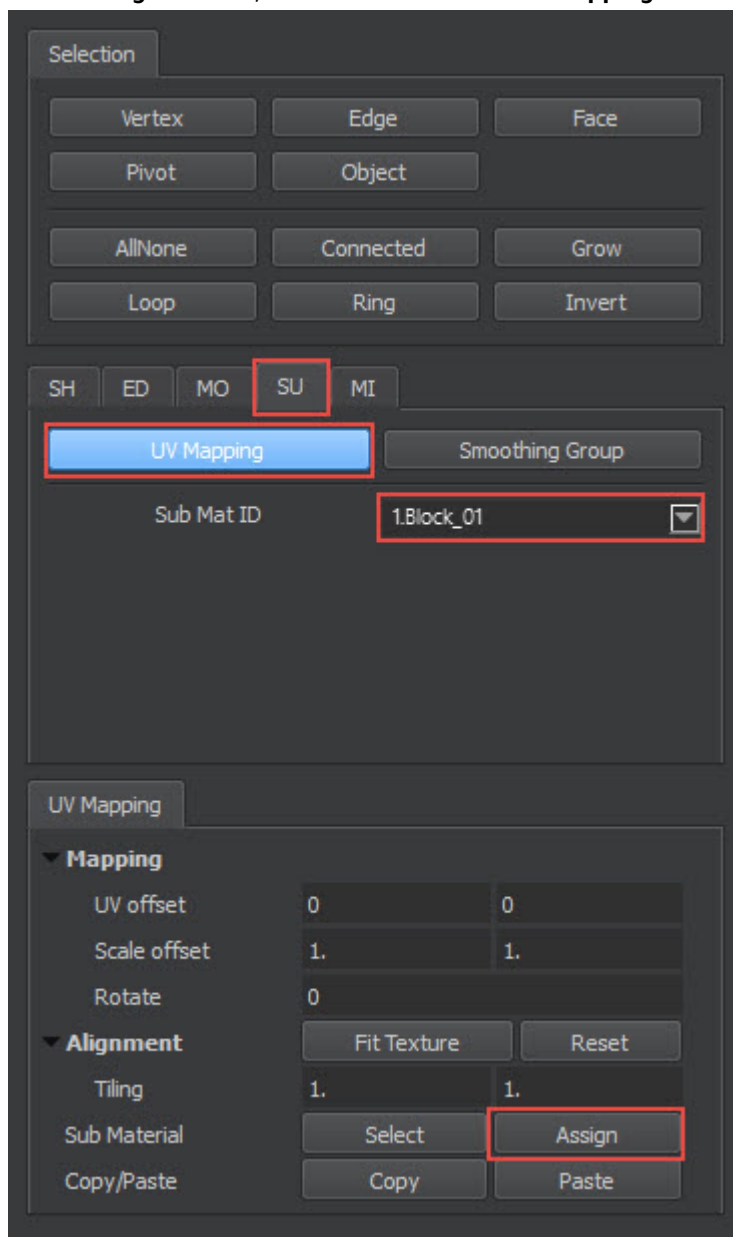 Selection
Vertex Edge Face
Pivot Object
AllNone Connected Grow
Loop Ring Invert
SH ED MO SU MI
UV Mapping Smoothing Group
Sub Mat ID 1.Block_01
UV Mapping
Mapping
UV offset 0 0
Scale offset 1. 1.
Rotate 0
Alignment Fit Texture Reset
Tiling 1. 1.
Sub Material Select Assign
Copy/Paste Copy Paste